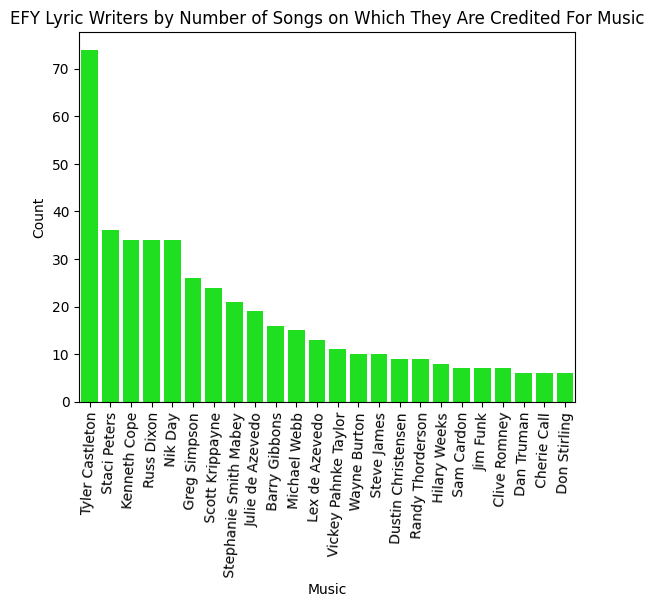 EFY Lyric Writers by Number of Songs on Which They Are Credited For Music
Count
70
60
50
40
30
20
10
0
Tyler Castleton
Staci Peters
Kenneth Cope
Russ Dixon
Nik Day
Greg Simpson
Scott Krippayne
Stephanie Smith Mabey
Julie de Azevedo
Barry Gibbons
Michael Webb
Lex de Azevedo
Vickey Pahnke Taylor
Wayne Burton
Steve James
Dustin Christensen
Randy Thorderson
Hilary Weeks
Sam Cardon
Jim Funk
Clive Romney
Dan Truman
Cherie Call
Don Stirling
Music